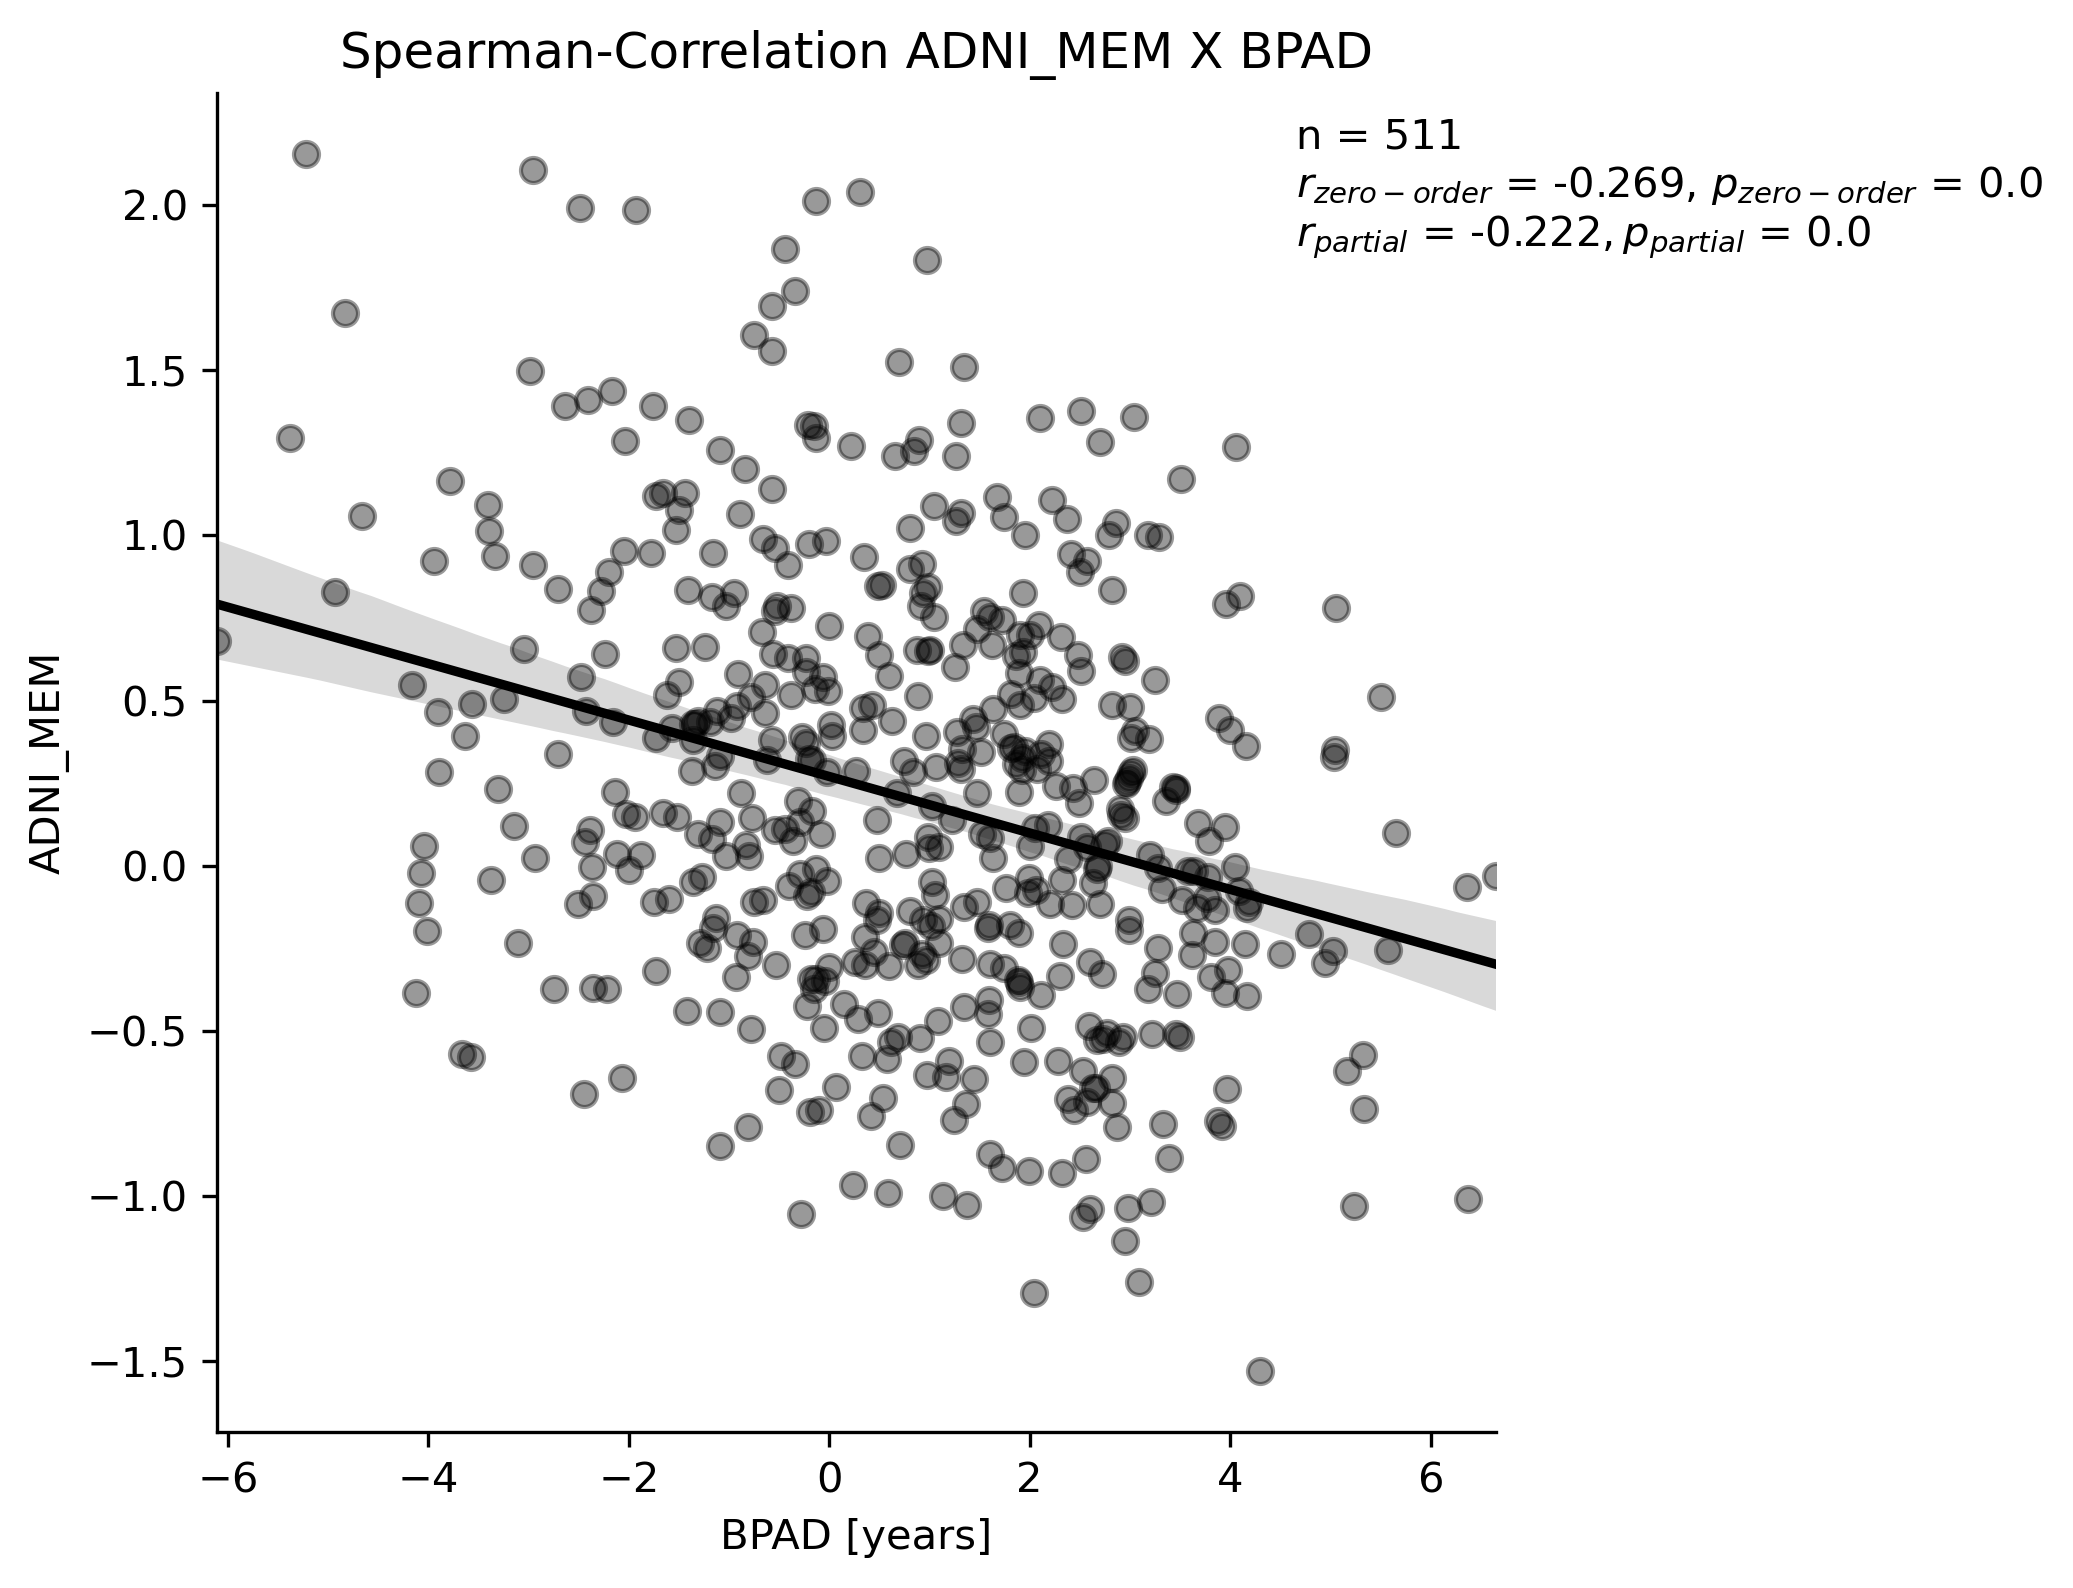 Spearman-Correlation ADNI_MEM X BPAD
n = 511
r_zero−order = -0.269, p_zero−order = 0.0
r_partial = -0.222, p_partial = 0.0
ADNI_MEM
2.0
1.5
1.0
0.5
0.0
−0.5
−1.0
−1.5
−6 −4 −2 0 2 4 6
BPAD [years]